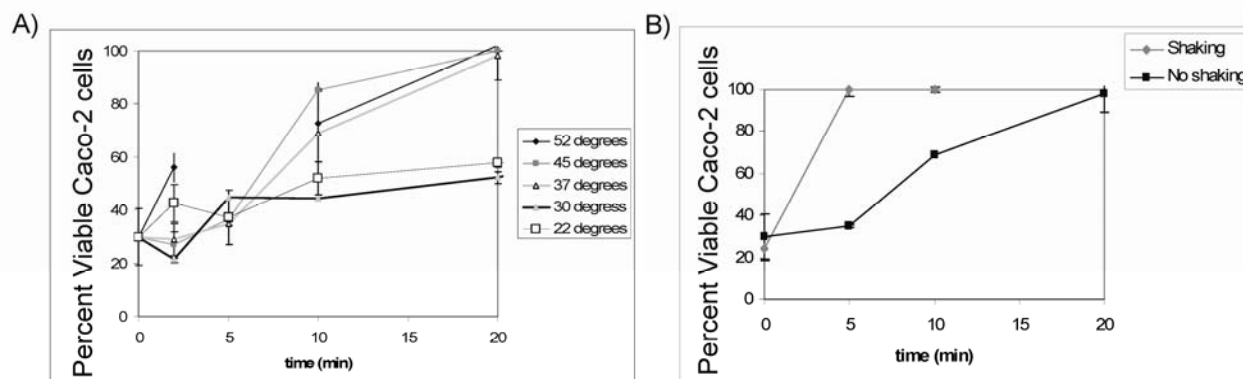 A)
Percent Viable Caco-2 cells
100
80
60
40
20
0
0
5
10
15
20
time (min)
52 degrees
45 degrees
37 degrees
30 degress
22 degrees
B)
Percent Viable Caco-2 cells
100
80
60
40
20
0
0
5
10
15
20
time (min)
Shaking
No shaking